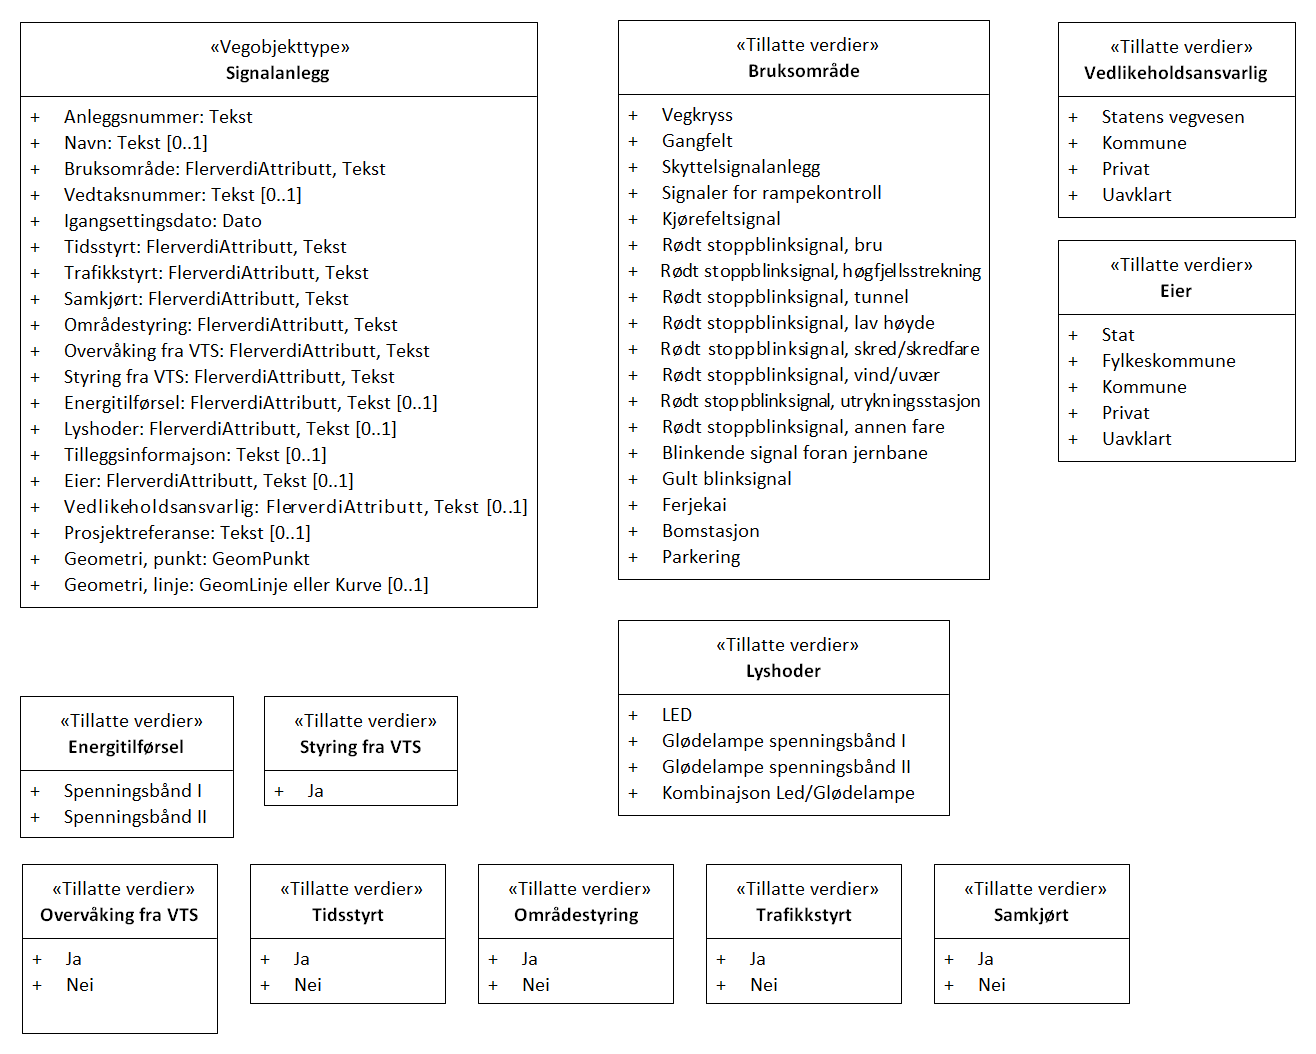 «Vegobjekttype»
Signalanlegg
+ Anleggsnummer: Tekst
+ Navn: Tekst [0..1]
+ Bruksområde: FlerverdiAttributt, Tekst
+ Vedtaksnummer: Tekst [0..1]
+ Igangsettingsdato: Dato
+ Tidsstyrt: FlerverdiAttributt, Tekst
+ Trafikkstyrt: FlerverdiAttributt, Tekst
+ Samkjørt: FlerverdiAttributt, Tekst
+ Områdestyring: FlerverdiAttributt, Tekst
+ Overvåking fra VTS: FlerverdiAttributt, Tekst
+ Styring fra VTS: FlerverdiAttributt, Tekst
+ Energitilførsel: FlerverdiAttributt, Tekst [0..1]
+ Lyshoder: FlerverdiAttributt, Tekst [0..1]
+ Tilleggsinformajson: Tekst [0..1]
+ Eier: FlerverdiAttributt, Tekst [0..1]
+ Vedlikeholdsansvarlig: FlerverdiAttributt, Tekst [0..1]
+ Prosjektreferanse: Tekst [0..1]
+ Geometri, punkt: GeomPunkt
+ Geometri, linje: GeomLinje eller Kurve [0..1]
«Tillatte verdier»
Bruksområde
+ Vegkryss
+ Gangfelt
+ Skyttelsignalanlegg
+ Signaler for rampekontroll
+ Kjørefeltsignal
+ Rødt stoppblinksignal, bru
+ Rødt stoppblinksignal, høgfjellsstrekning
+ Rødt stoppblinksignal, tunnel
+ Rødt stoppblinksignal, lav høyde
+ Rødt stoppblinksignal, skred/skredfare
+ Rødt stoppblinksignal, vind/uvær
+ Rødt stoppblinksignal, utrykningsstasjon
+ Rødt stoppblinksignal, annen fare
+ Blinkende signal foran jernbane
+ Gult blinksignal
+ Ferjekai
+ Bomstasjon
+ Parkering
«Tillatte verdier»
Vedlikeholdsansvarlig
+ Statens vegvesen
+ Kommune
+ Privat
+ Uavklart
«Tillatte verdier»
Eier
+ Stat
+ Fylkeskommune
+ Kommune
+ Privat
+ Uavklart
«Tillatte verdier»
Lyshoder
+ LED
+ Glødelampe spenningsbånd I
+ Glødelampe spenningsbånd II
+ Kombinajson Led/Glødelampe
«Tillatte verdier»
Energitilførsel
+ Spenningsbånd I
+ Spenningsbånd II
«Tillatte verdier»
Styring fra VTS
+ Ja
«Tillatte verdier»
Overvåking fra VTS
+ Ja
+ Nei
«Tillatte verdier»
Tidsstyrt
+ Ja
+ Nei
«Tillatte verdier»
Områdestyring
+ Ja
+ Nei
«Tillatte verdier»
Trafikkstyrt
+ Ja
+ Nei
«Tillatte verdier»
Samkjørt
+ Ja
+ Nei